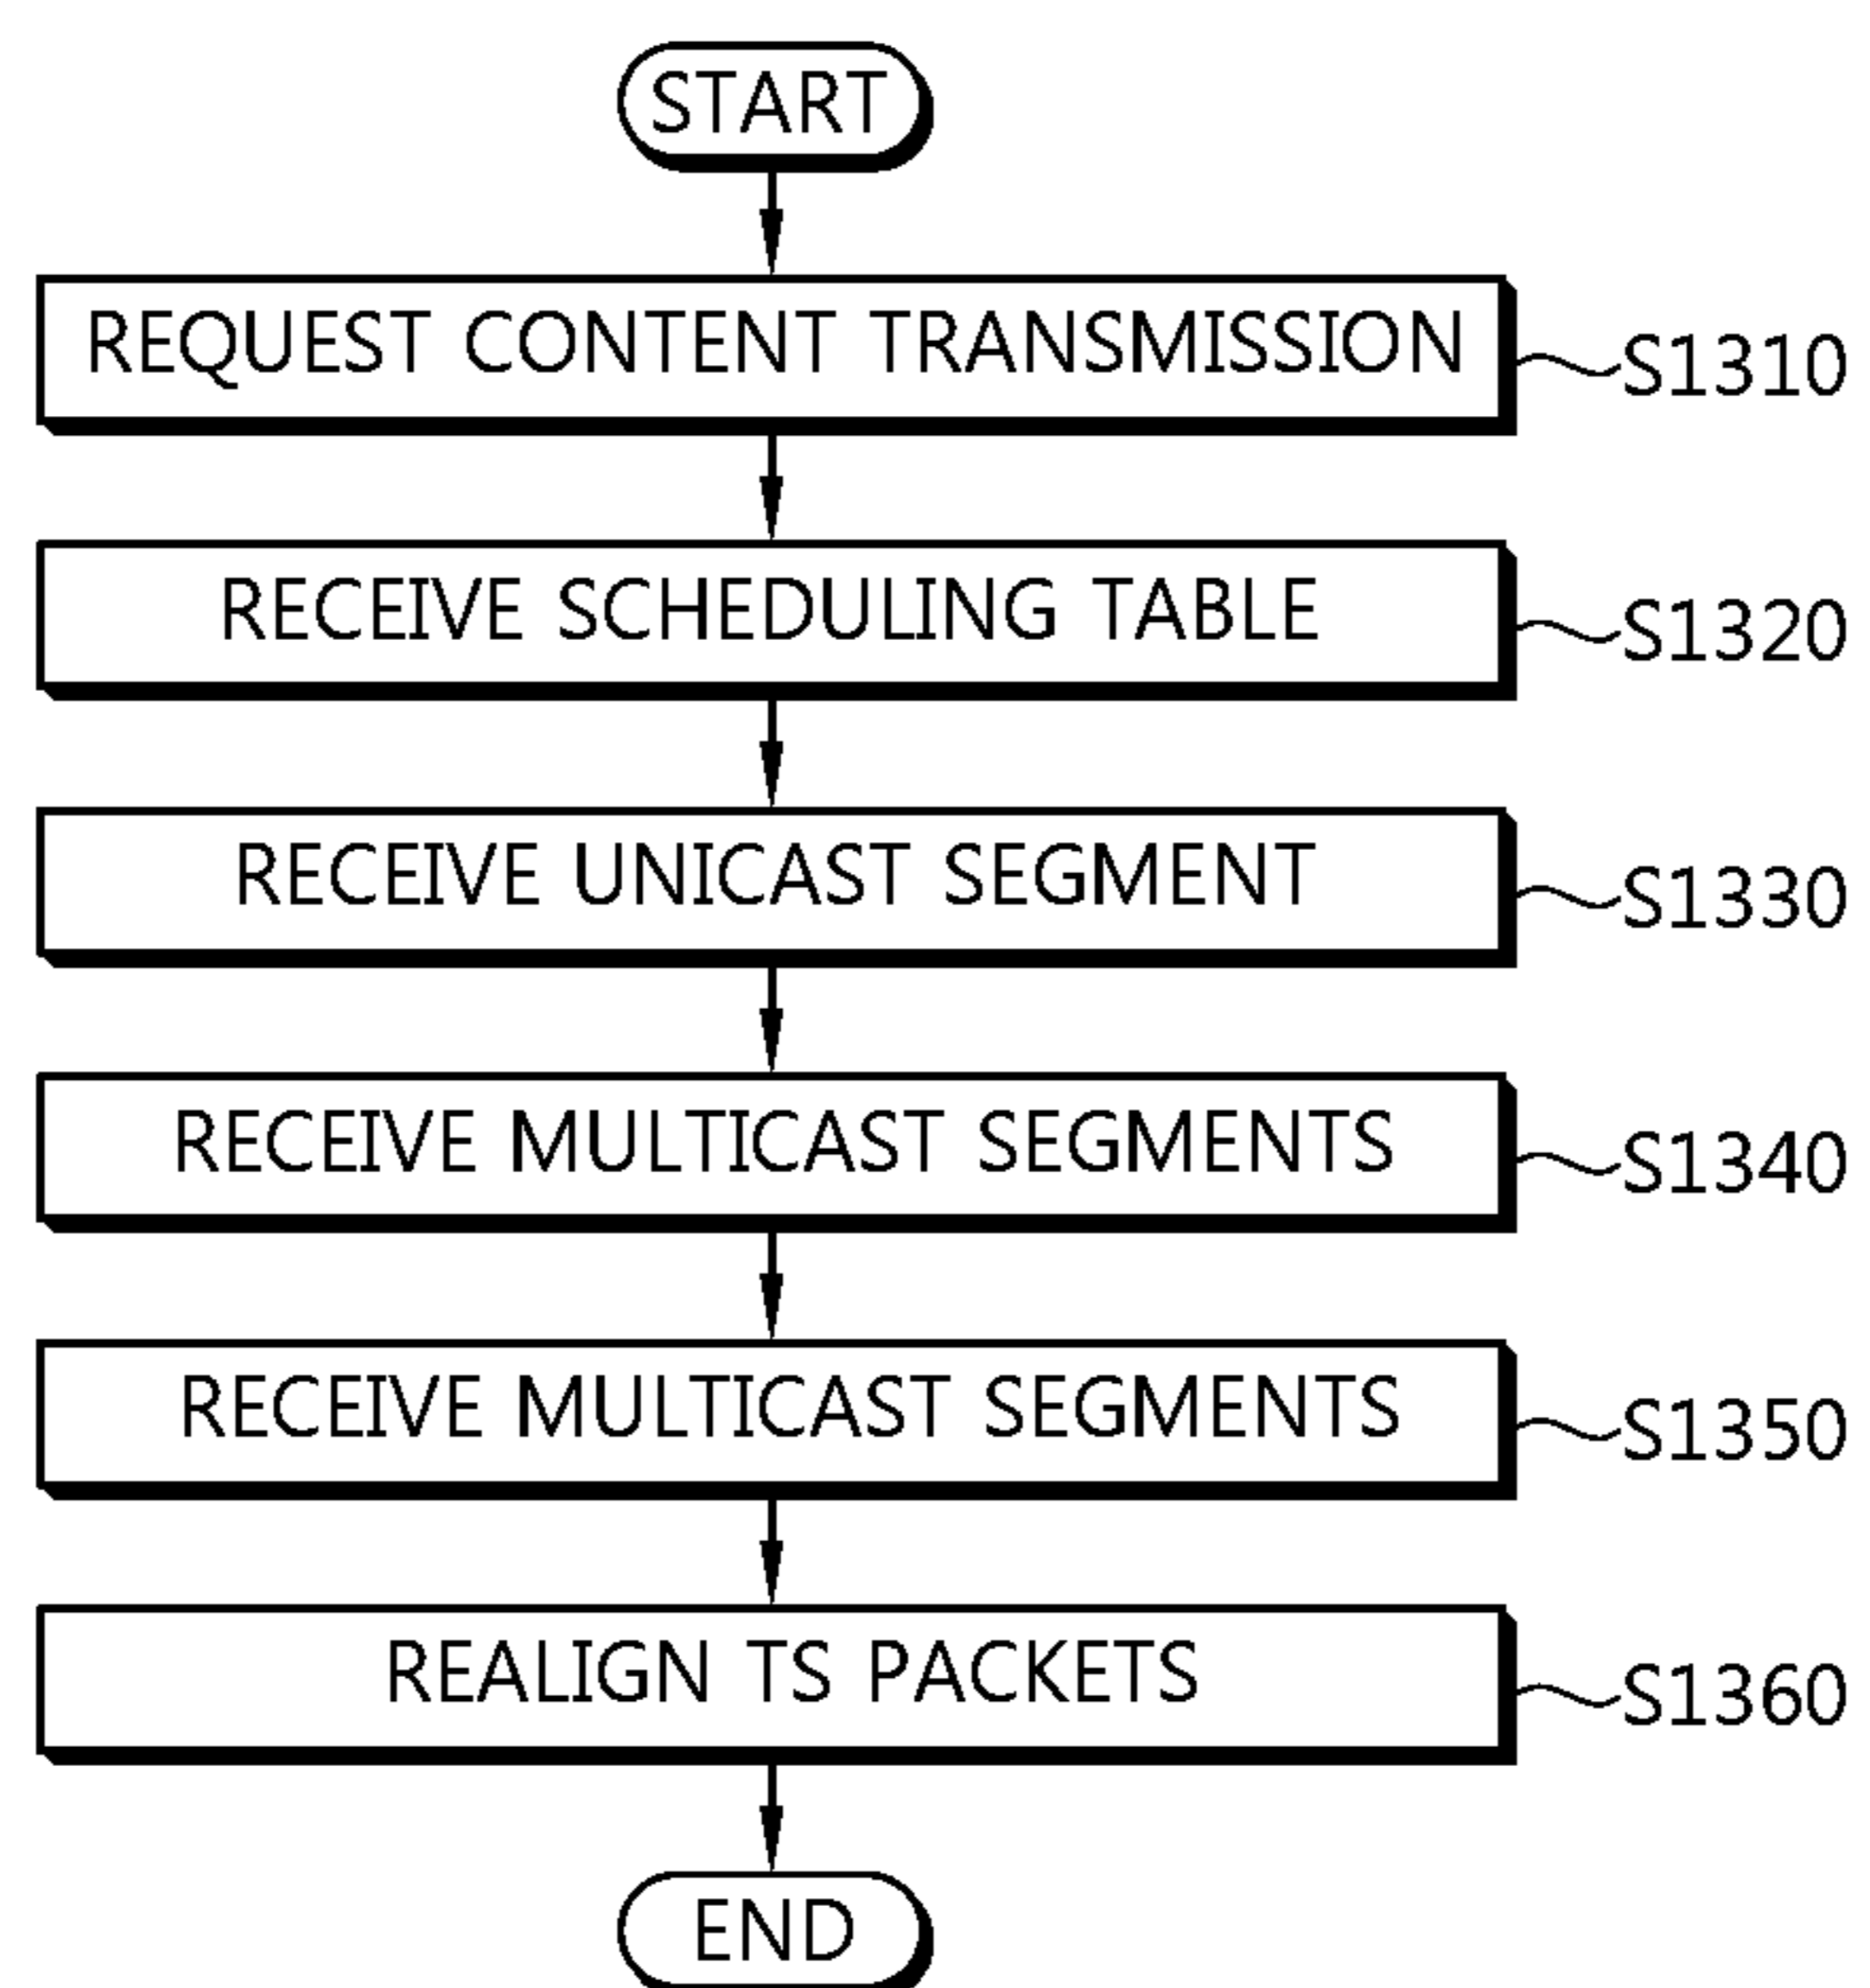 START
REQUEST CONTENT TRANSMISSION
S1310
RECEIVE SCHEDULING TABLE
S1320
RECEIVE UNICAST SEGMENT
S1330
RECEIVE MULTICAST SEGMENTS
S1340
RECEIVE MULTICAST SEGMENTS
S1350
REALIGN TS PACKETS
S1360
END